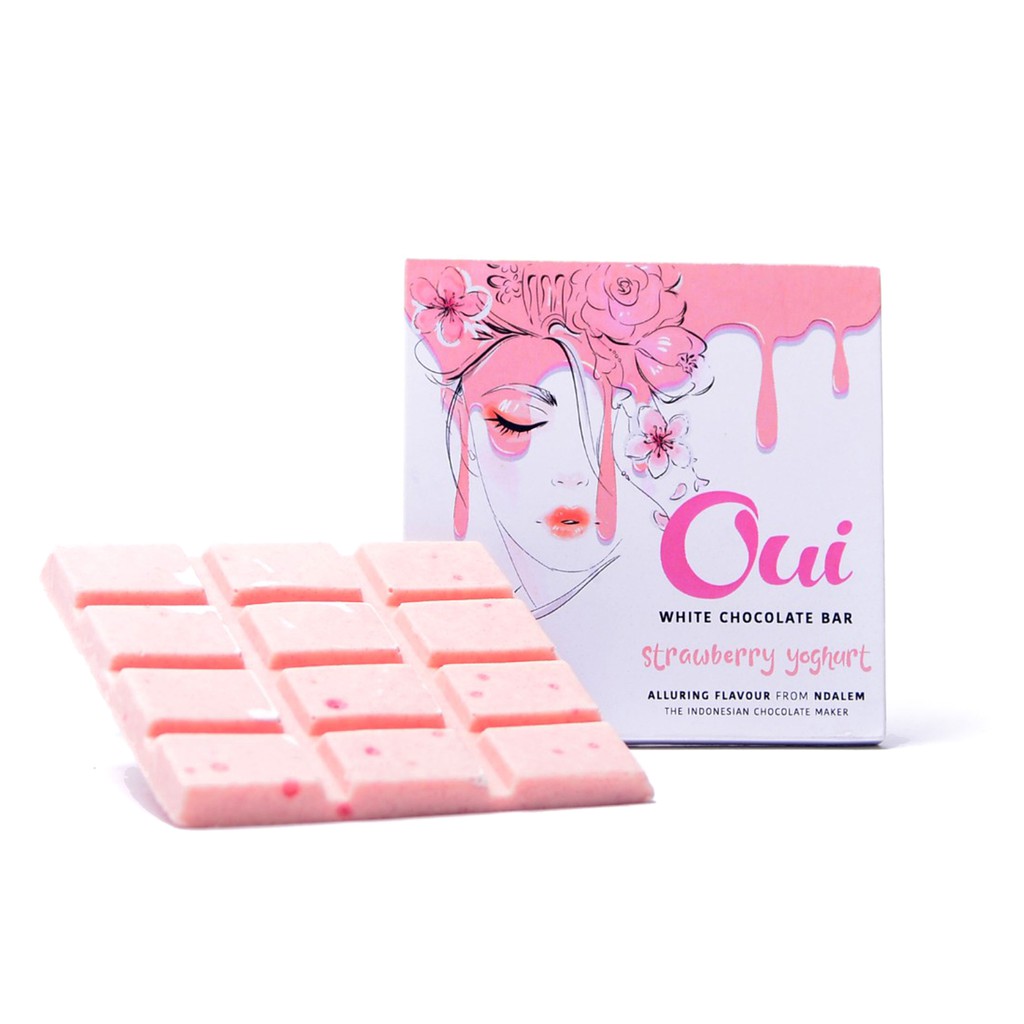 Oui
WHITE CHOCOLATE BAR
strawberry yoghurt
ALLURING FLAVOUR FROM NDALEM
THE INDONESIAN CHOCOLATE MAKER